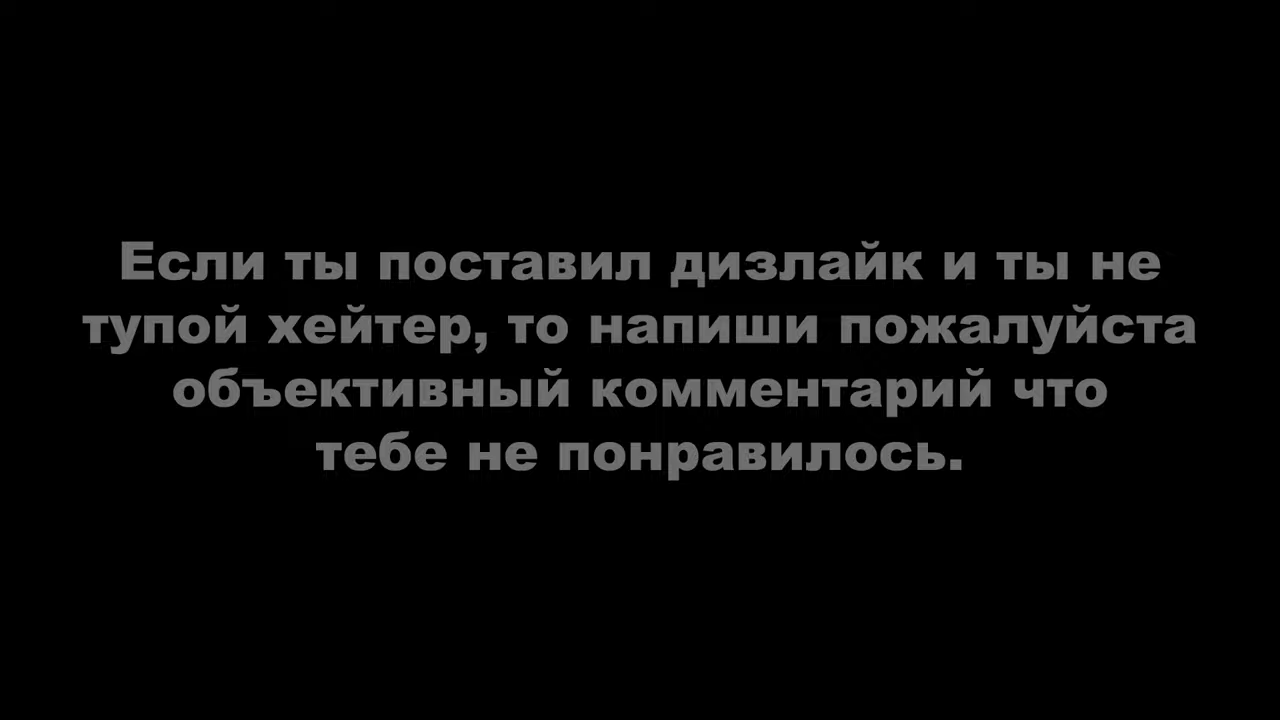 Если ты поставил дизлайк и ты не
тупой хейтер, то напиши пожалуйста
объективный комментарий что
тебе не понравилось.